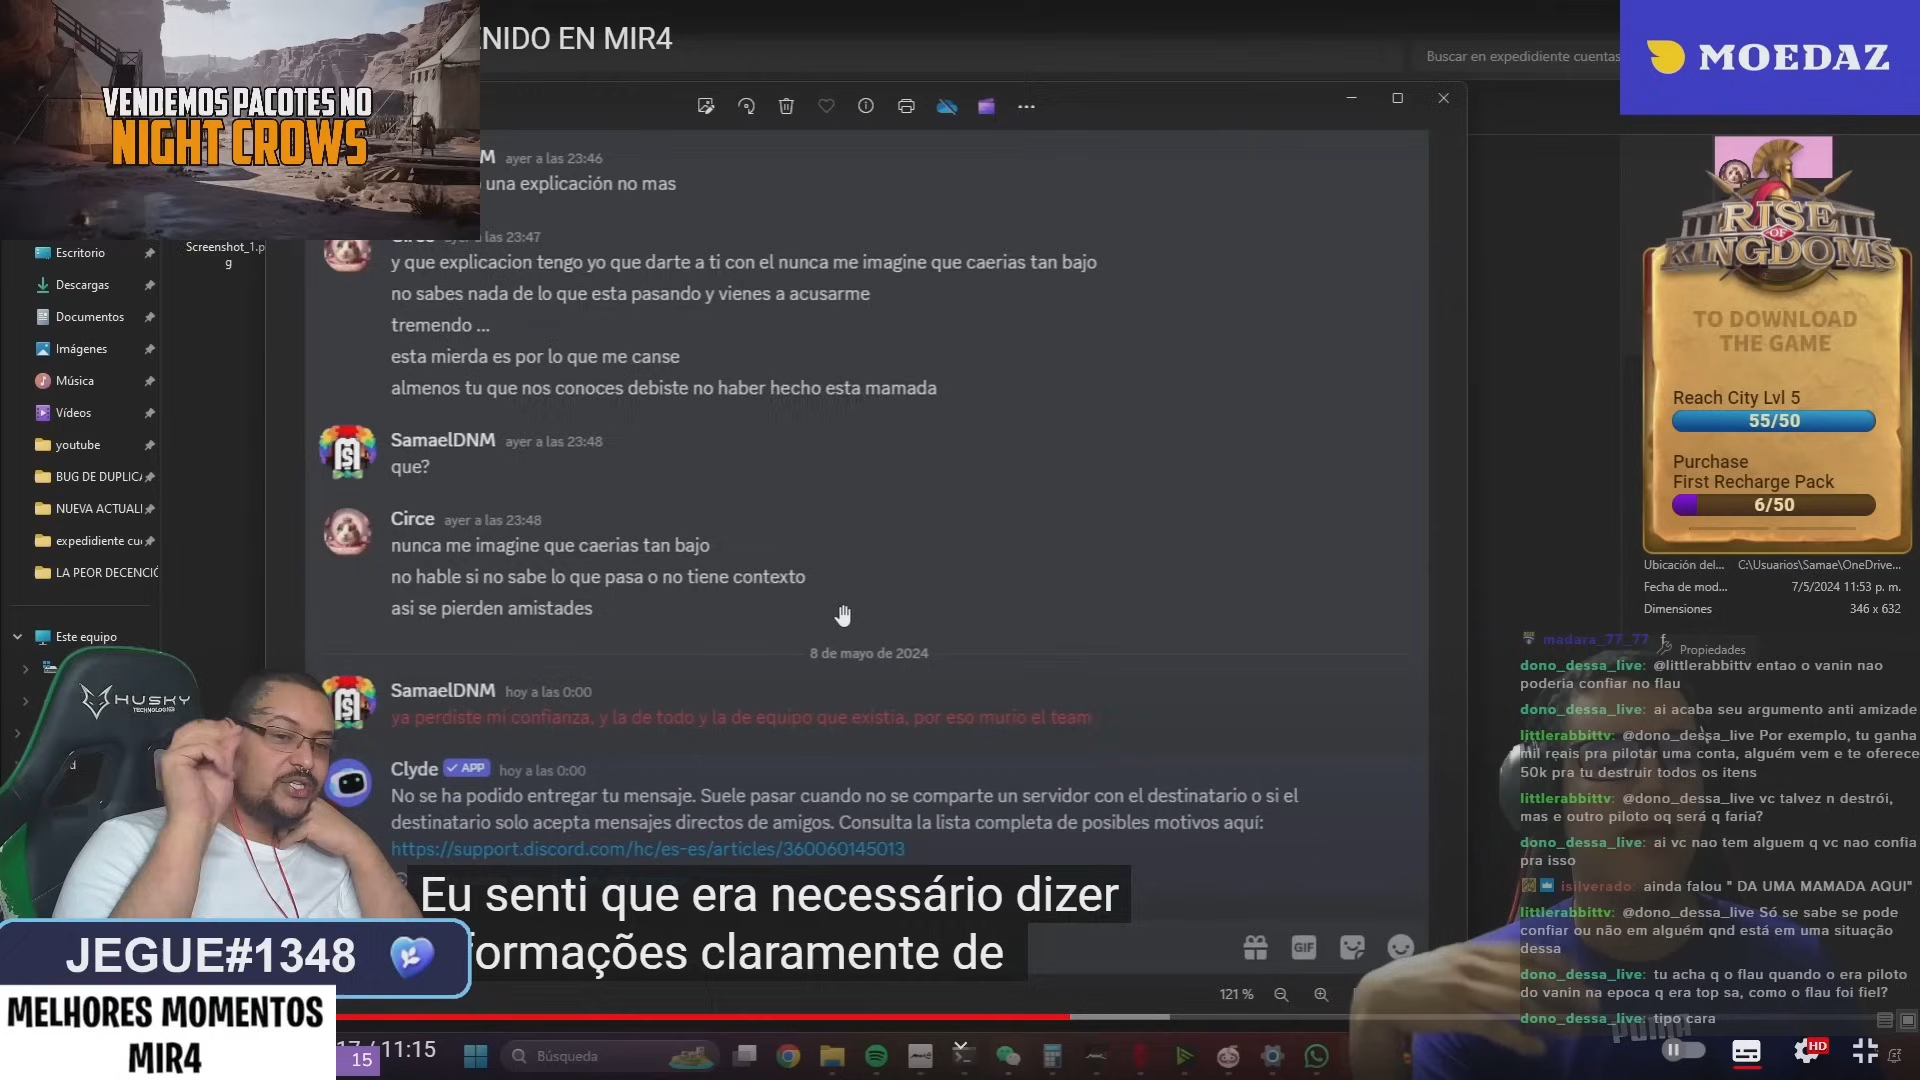 VENDEMOS PACOTES NO
NIGHT CROWS
ENIDO EN MIR4
Buscar en expediente cuentas
MOEDAZ
M ayer a las 23:46
una explicación no mas
las 23:47
y que explicacion tengo yo que darte a ti con el nunca me imagine que caerias tan bajo
no sabes nada de lo que esta pasando y vienes a acusarme
tremendo ...
esta mierda es por lo que me canse
almenos tu que nos conoces debiste no haber hecho esta mamada
SamaelDNM ayer a las 23:48
que?
Circe ayer a las 23:48
nunca me imagine que caerias tan bajo
no hable si no sabe lo que pasa o no tiene contexto
asi se pierden amistades
8 de mayo de 2024
SamaelDNM hoy a las 0:00
ya perdiste mi confianza, y la de todo y la de equipo que existia, por eso murio el team
Clyde APP hoy a las 0:00
No se ha podido entregar tu mensaje. Suele pasar cuando no se comparte un servidor con el destinatario o si el
destinatario solo acepta mensajes directos de amigos. Consulta la lista completa de posibles motivos aquí:
https://support.discord.com/hc/es-es/articles/360060145013
Eu senti que era necessário dizer
formações claramente de
GIF
121 %
Screenshot_1.p
g
Escritorio
Descargas
Documentos
Imágenes
Música
Vídeos
youtube
BUG DE DUPLIC
NUEVA ACTUALI
expedidiente cu
LA PEOR DECENCIÓ
Este equipo
d
HUSKY
TECHNOLOGIES
JEGUE#1348
MELHORES MOMENTOS
MIR4
17 / 11:15
15
Búsqueda
RISE
OF
KINGDOMS
TO DOWNLOAD
THE GAME
Reach City Lvl 5
55/50
Purchase
First Recharge Pack
6/50
Ubicación del... C:\Usuarios\Samae\OneDrive...
Fecha de mod... 7/5/2024 11:53 p. m.
Dimensiones 346 x 632
Propiedades
madara_77_77 f
dono_dessa_live: @littlerabbittv entao o vanin nao
poderia confiar no flau
dono_dessa_live: ai acaba seu argumento anti amizade
littlerabbittv: @dono_dessa_live Por exemplo, tu ganha
mil reais pra pilotar uma conta, alguém vem e te oferece
50k pra tu destruir todos os itens
littlerabbittv: @dono_dessa_live vc talvez n destrói,
mas e outro piloto oq será q faria?
dono_dessa_live: ai vc nao tem alguem q vc nao confia
pra isso
isilverado: ainda falou " DA UMA MAMADA AQUI"
littlerabbittv: @dono_dessa_live Só se sabe se pode
confiar ou não em alguém qnd está em uma situação
dessa
dono_dessa_live: tu acha q o flau quando o era piloto
do vanin na epoca q era top sa, como o flau foi fiel?
dono_dessa_live: tipo cara
PUMA
HD